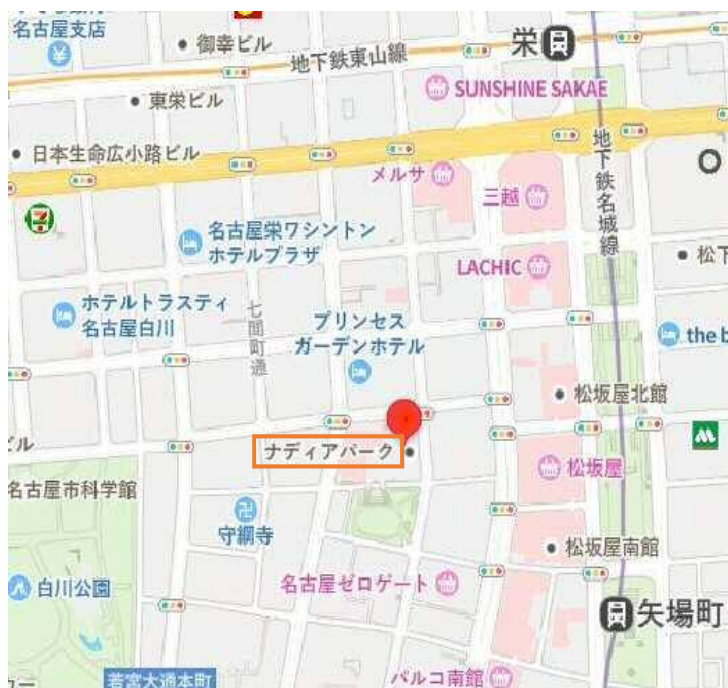 名古屋支店
御幸ビル
地下鉄東山線
栄
SUNSHINE SAKAE
東栄ビル
日本生命広小路ビル
メルサ
三越
地下鉄名城線
名古屋栄ワシントン
ホテルプラザ
LACHIC
松下
ホテルトラスティ
名古屋白川
七間町通
プリンセス
ガーデンホテル
the b
松坂屋北館
ビル
ナディアパーク
松坂屋
名古屋市科学館
守綱寺
松坂屋南館
白川公園
名古屋ゼロゲート
矢場町
若宮大通本町
パルコ南館